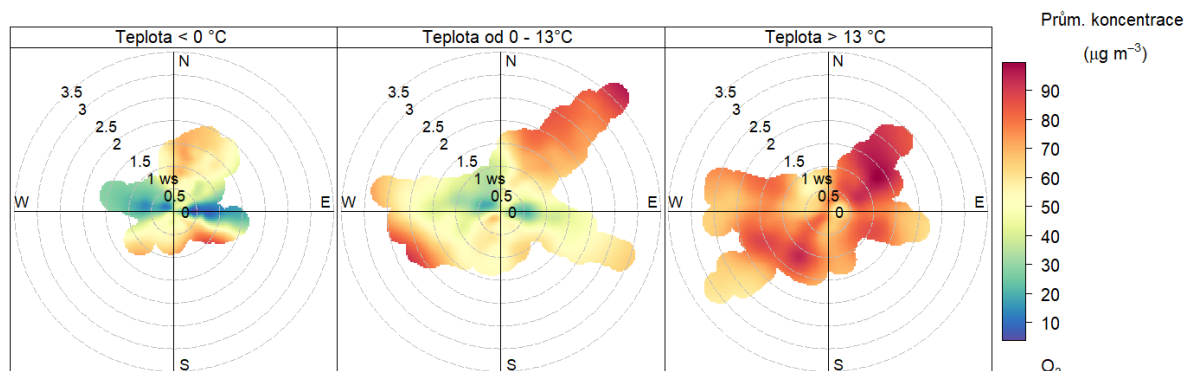 Teplota < 0 °C
N
3.5
3
2.5
2
1.5
1 ws
0.5
0
W
E
S
Teplota od 0 - 13°C
N
3.5
3
2.5
2
1.5
1 ws
0.5
0
W
E
S
Teplota > 13 °C
N
3.5
3
2.5
2
1.5
1 ws
0.5
0
W
E
S
Prům. koncentrace
(μg m⁻³)
90
80
70
60
50
40
30
20
10